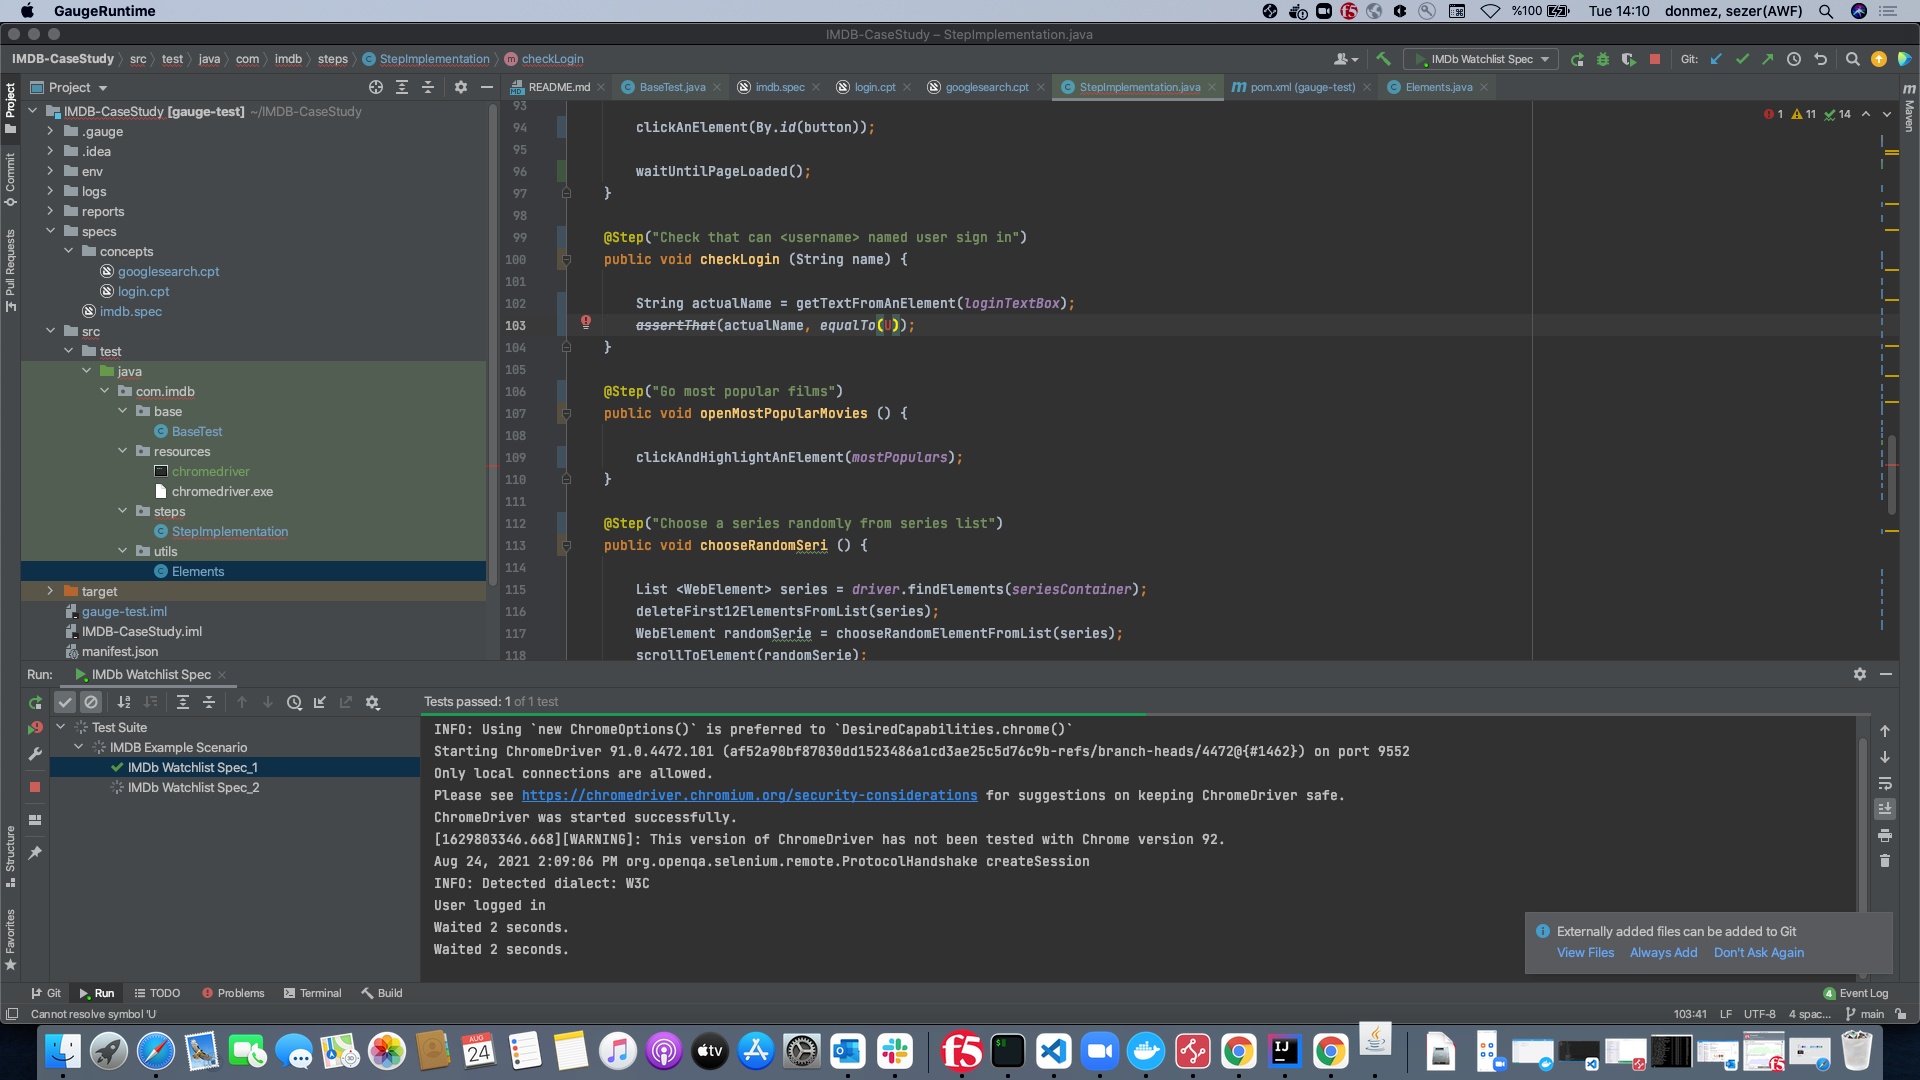 GaugeRuntime
%100
Tue 14:10
donmez, sezer(AWF)
IMDB-CaseStudy – StepImplementation.java
IMDB-CaseStudy
src
test
java
com
imdb
steps
StepImplementation
checkLogin
IMDb Watchlist Spec
Git:
Project
README.md
BaseTest.java
imdb.spec
login.cpt
googlesearch.cpt
StepImplementation.java
pom.xml (gauge-test)
Elements.java
Project
Commit
Pull Requests
Structure
Favorites
Maven
IMDB-CaseStudy [gauge-test] ~/IMDB-CaseStudy
.gauge
.idea
env
logs
reports
specs
concepts
googlesearch.cpt
login.cpt
imdb.spec
src
test
java
com.imdb
base
BaseTest
resources
chromedriver
chromedriver.exe
steps
StepImplementation
utils
Elements
target
gauge-test.iml
IMDB-CaseStudy.iml
manifest.json
1 11 14
93
94 clickAnElement(By.id(button));
95
96 waitUntilPageLoaded();
97 }
98
99 @Step("Check that can <username> named user sign in")
100 public void checkLogin (String name) {
101
102 String actualName = getTextFromAnElement(loginTextBox);
103 assertThat(actualName, equalTo(U));
104 }
105
106 @Step("Go most popular films")
107 public void openMostPopularMovies () {
108
109 clickAndHighlightAnElement(mostPopulars);
110 }
111
112 @Step("Choose a series randomly from series list")
113 public void chooseRandomSeri () {
114
115 List <WebElement> series = driver.findElements(seriesContainer);
116 deleteFirst12ElementsFromList(series);
117 WebElement randomSerie = chooseRandomElementFromList(series);
118 scrollToElement(randomSerie);
Run:
IMDb Watchlist Spec
Tests passed: 1 of 1 test
Test Suite
IMDB Example Scenario
IMDb Watchlist Spec_1
IMDb Watchlist Spec_2
INFO: Using `new ChromeOptions()` is preferred to `DesiredCapabilities.chrome()`
Starting ChromeDriver 91.0.4472.101 (af52a90bf87030dd1523486a1cd3ae25c5d76c9b-refs/branch-heads/4472@{#1462}) on port 9552
Only local connections are allowed.
Please see https://chromedriver.chromium.org/security-considerations for suggestions on keeping ChromeDriver safe.
ChromeDriver was started successfully.
[1629803346.668][WARNING]: This version of ChromeDriver has not been tested with Chrome version 92.
Aug 24, 2021 2:09:06 PM org.openqa.selenium.remote.ProtocolHandshake createSession
INFO: Detected dialect: W3C
User logged in
Waited 2 seconds.
Waited 2 seconds.
Externally added files can be added to Git
View Files
Always Add
Don't Ask Again
Git
Run
TODO
Problems
Terminal
Build
4 Event Log
Cannot resolve symbol 'U'
103:41
LF
UTF-8
4 spac...
main
AUG
24
tv
f5
IJ